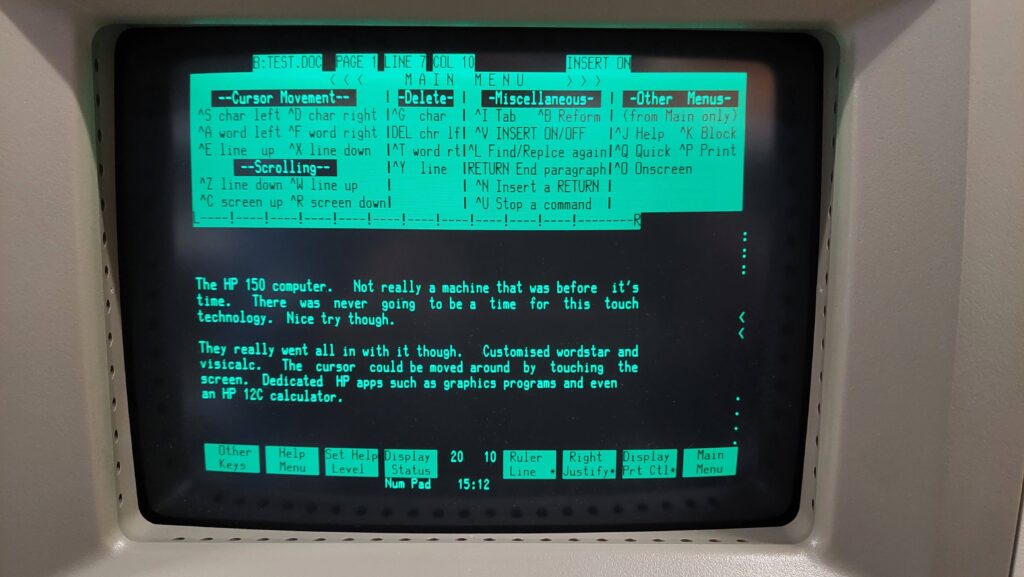 B:TEST.DOC PAGE 1 LINE 7 COL 10 INSERT ON
< < < M A I N M E N U > > >
--Cursor Movement-- | -Delete- | -Miscellaneous- | -Other Menus-
^S char left ^D char right |^G char | ^I Tab ^B Reform | (from Main only)
^A word left ^F word right |DEL chr lf| ^V INSERT ON/OFF |^J Help ^K Block
^E line up ^X line down |^T word rt|^L Find/Replce again|^Q Quick ^P Print
--Scrolling-- |^Y line |RETURN End paragraph|^O Onscreen
^Z line down ^W line up | | ^N Insert a RETURN |
^C screen up ^R screen down| | ^U Stop a command |
L----!----!----!----!----!----!----!----!----!----!--------R
The HP 150 computer. Not really a machine that was before it's
time. There was never going to be a time for this touch
technology. Nice try though.
They really went all in with it though. Customised wordstar and
visicalc. The cursor could be moved around by touching the
screen. Dedicated HP apps such as graphics programs and even
an HP 12C calculator.
Other Keys
Help Menu
Set Help Level
Display Status
20 10
Ruler Line *
Right Justify*
Display Prt Ctl*
Main Menu
Num Pad 15:12